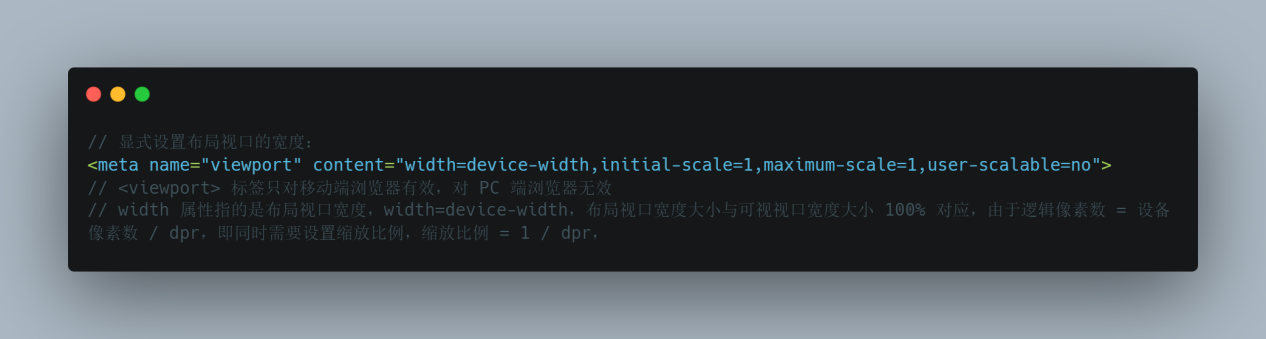 // 显式设置布局视口的宽度：
<meta name="viewport" content="width=device-width,initial-scale=1,maximum-scale=1,user-scalable=no">
// <viewport> 标签只对移动端浏览器有效，对 PC 端浏览器无效
// width 属性指的是布局视口宽度，width=device-width，布局视口宽度大小与可视视口宽度大小 100% 对应，由于逻辑像素数 = 设备
像素数 / dpr，即同时需要设置缩放比例，缩放比例 = 1 / dpr，